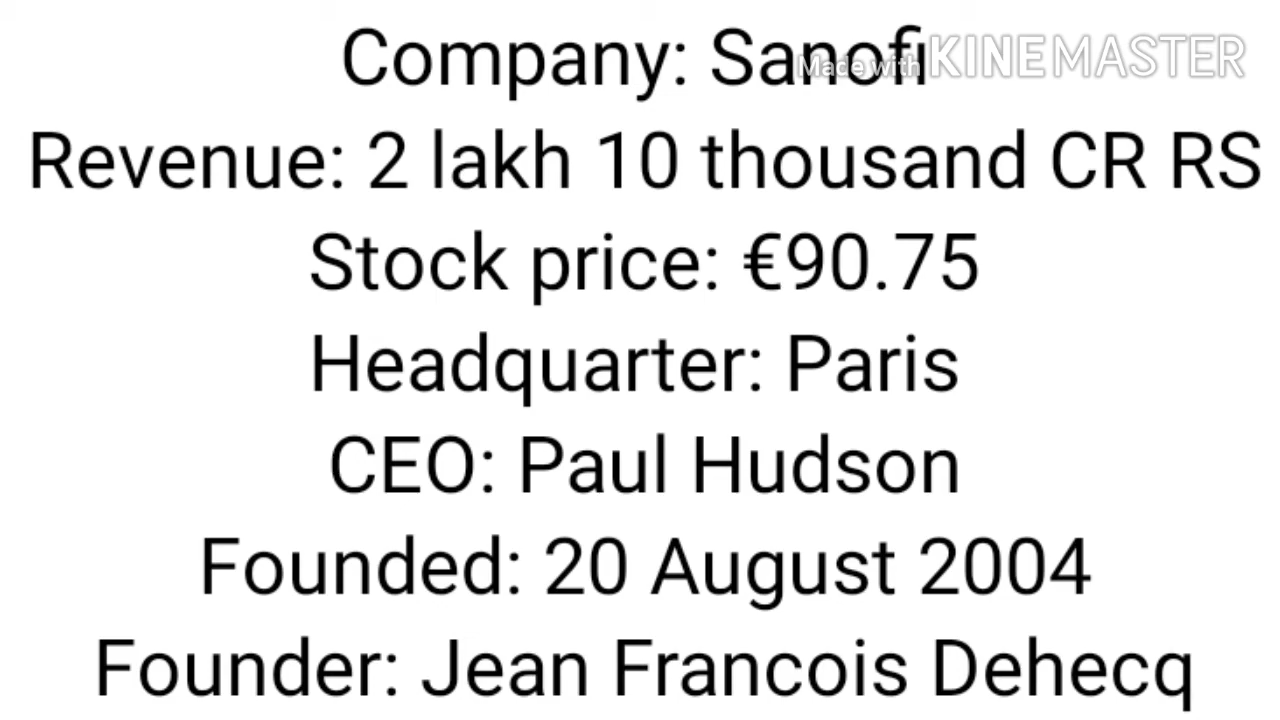 Company: Sanofi
Made with KINEMASTER
Revenue: 2 lakh 10 thousand CR RS
Stock price: €90.75
Headquarter: Paris
CEO: Paul Hudson
Founded: 20 August 2004
Founder: Jean Francois Dehecq